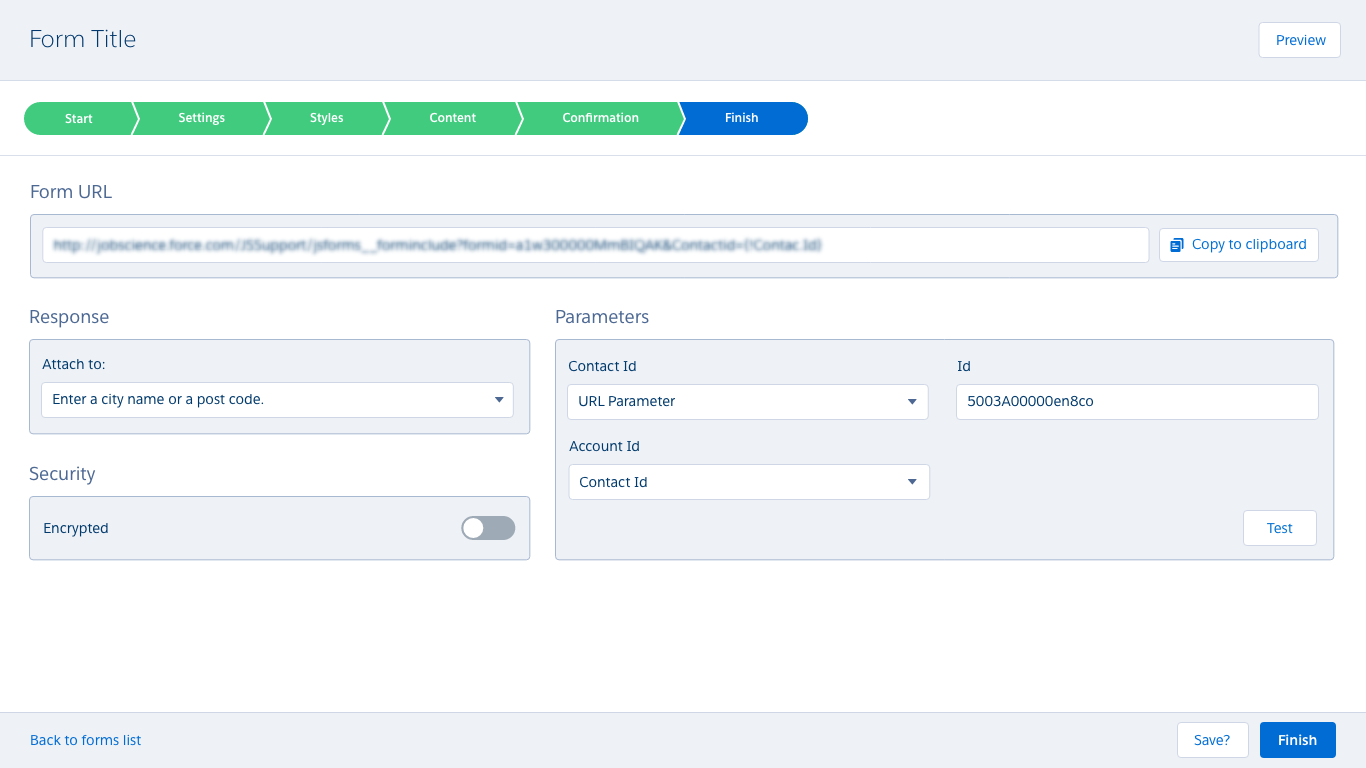 Form Title
Preview
Start
Settings
Styles
Content
Confirmation
Finish
Form URL
Copy to clipboard
Response
Parameters
Attach to:
Enter a city name or a post code.
Contact Id
Id
URL Parameter
5003A00000en8co
Account Id
Contact Id
Security
Encrypted
Test
Back to forms list
Save?
Finish